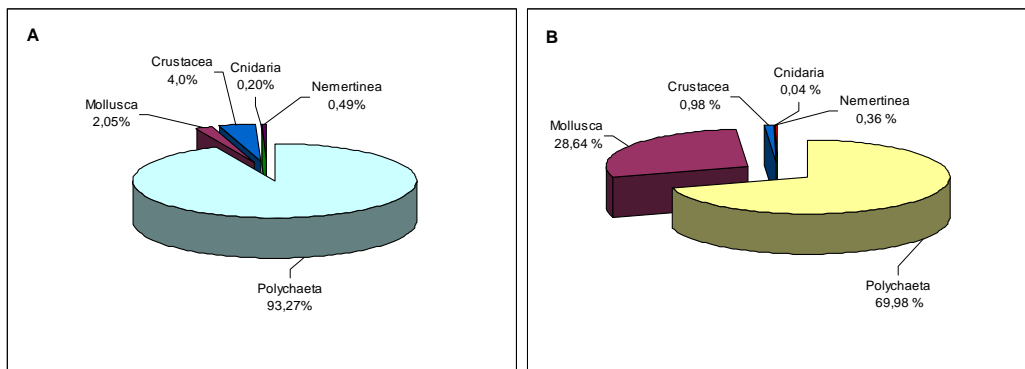 A
Crustacea
4,0%
Cnidaria
0,20%
Nemertinea
0,49%
Mollusca
2,05%
Polychaeta
93,27%
B
Crustacea
0,98 %
Cnidaria
0,04 %
Nemertinea
0,36 %
Mollusca
28,64 %
Polychaeta
69,98 %